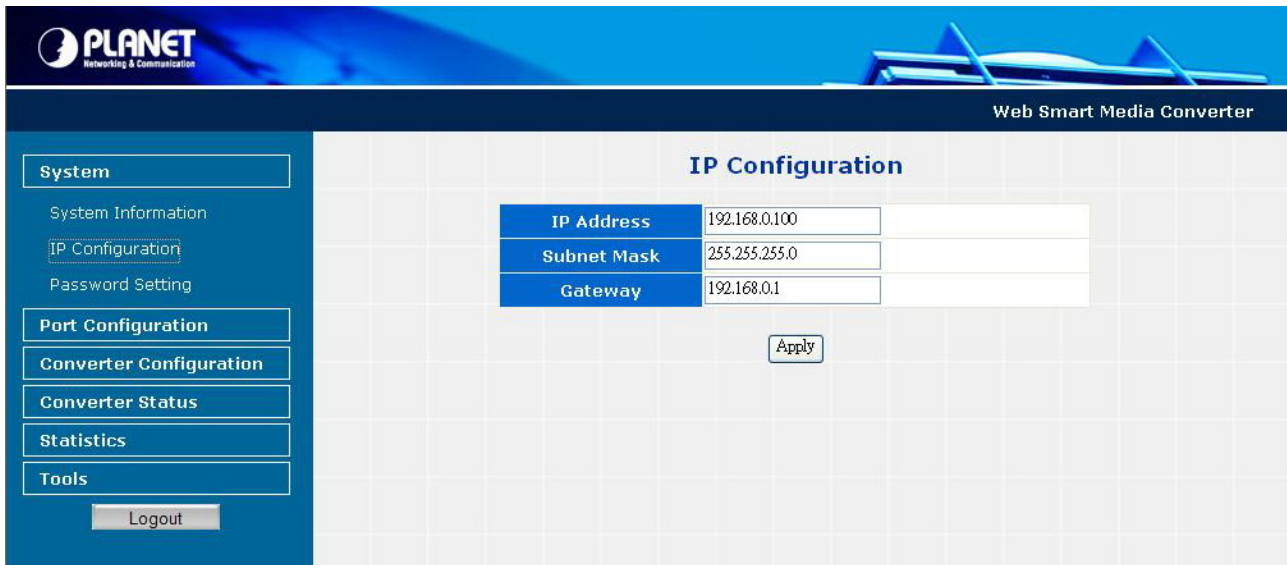 PLANET
Networking & Communication
Web Smart Media Converter
System
System Information
IP Configuration
Password Setting
Port Configuration
Converter Configuration
Converter Status
Statistics
Tools
Logout
IP Configuration
IP Address 192.168.0.100
Subnet Mask 255.255.255.0
Gateway 192.168.0.1
Apply